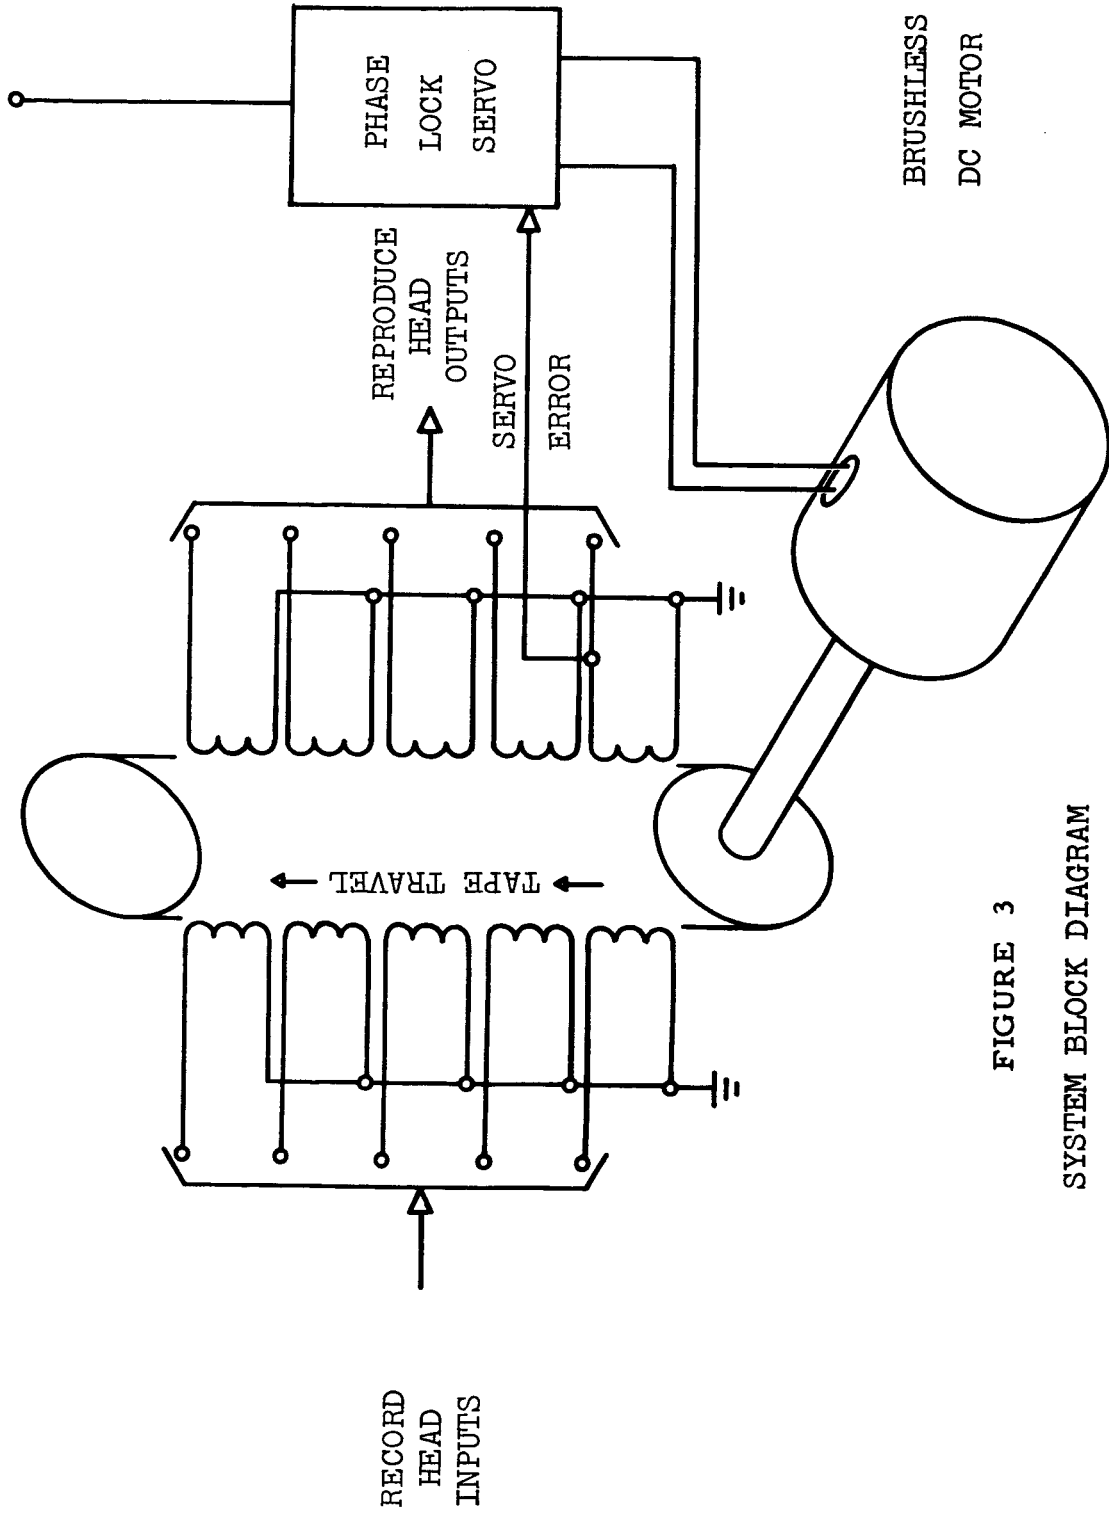 RECORD
HEAD
INPUTS
TAPE TRAVEL
REPRODUCE
HEAD
OUTPUTS
SERVO
ERROR
PHASE
LOCK
SERVO
BRUSHLESS
DC MOTOR
FIGURE 3
SYSTEM BLOCK DIAGRAM